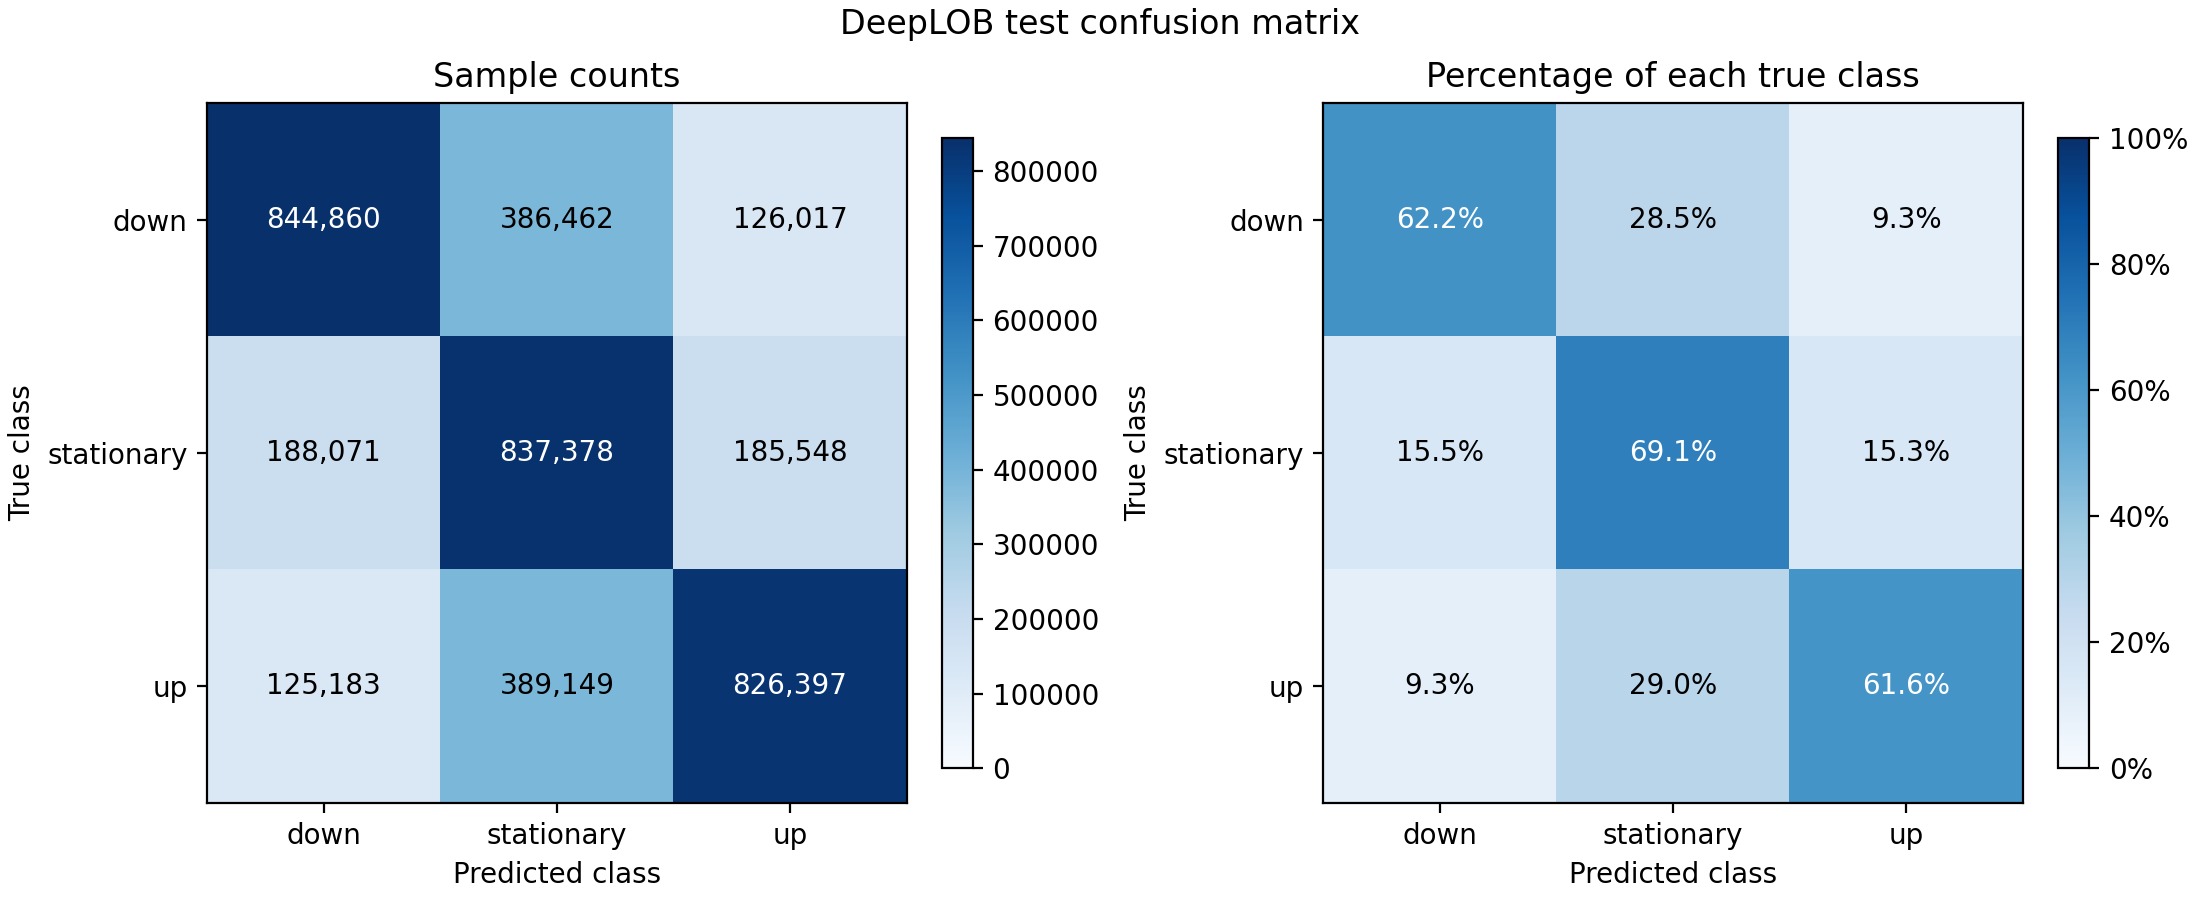 DeepLOB test confusion matrix
Sample counts
True class
down
844,860 386,462 126,017
stationary
188,071 837,378 185,548
up
125,183 389,149 826,397
down stationary up
Predicted class
800000
700000
600000
500000
400000
300000
200000
100000
0
Percentage of each true class
True class
down
62.2% 28.5% 9.3%
stationary
15.5% 69.1% 15.3%
up
9.3% 29.0% 61.6%
down stationary up
Predicted class
100%
80%
60%
40%
20%
0%